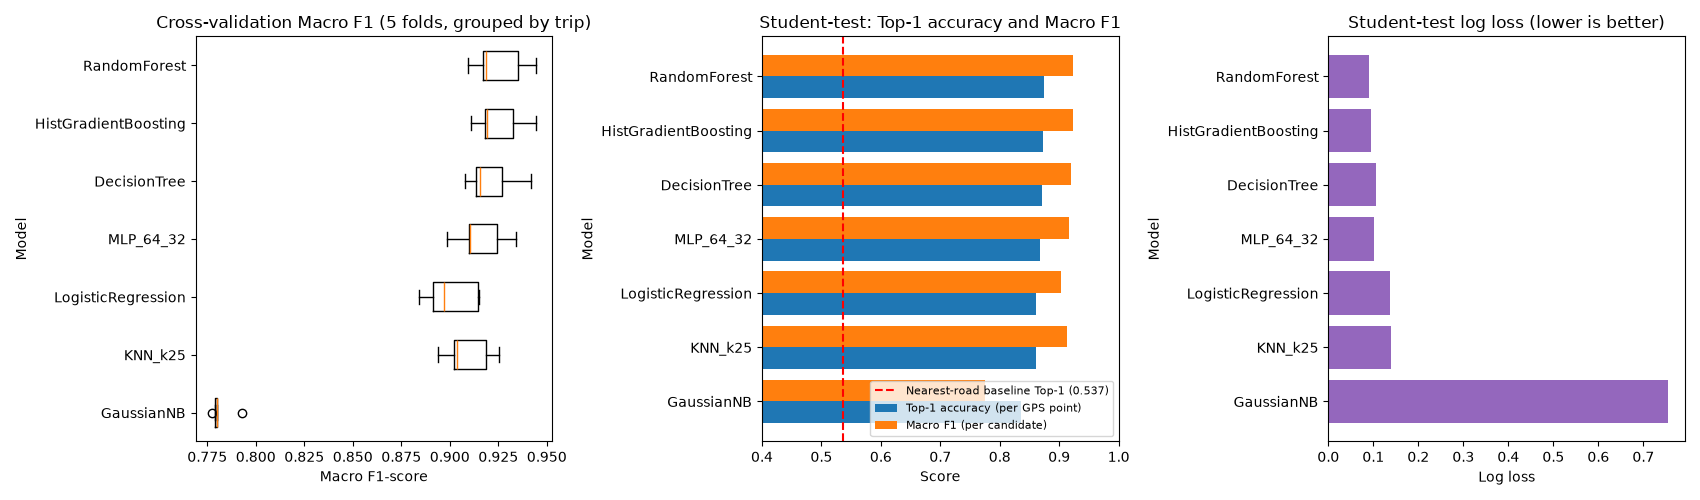 Cross-validation Macro F1 (5 folds, grouped by trip)
Model
RandomForest
HistGradientBoosting
DecisionTree
MLP_64_32
LogisticRegression
KNN_k25
GaussianNB
0.775 0.800 0.825 0.850 0.875 0.900 0.925 0.950
Macro F1-score
Student-test: Top-1 accuracy and Macro F1
Model
RandomForest
HistGradientBoosting
DecisionTree
MLP_64_32
LogisticRegression
KNN_k25
GaussianNB
Nearest-road baseline Top-1 (0.537)
Top-1 accuracy (per GPS point)
Macro F1 (per candidate)
0.4 0.5 0.6 0.7 0.8 0.9 1.0
Score
Student-test log loss (lower is better)
Model
RandomForest
HistGradientBoosting
DecisionTree
MLP_64_32
LogisticRegression
KNN_k25
GaussianNB
0.0 0.1 0.2 0.3 0.4 0.5 0.6 0.7
Log loss